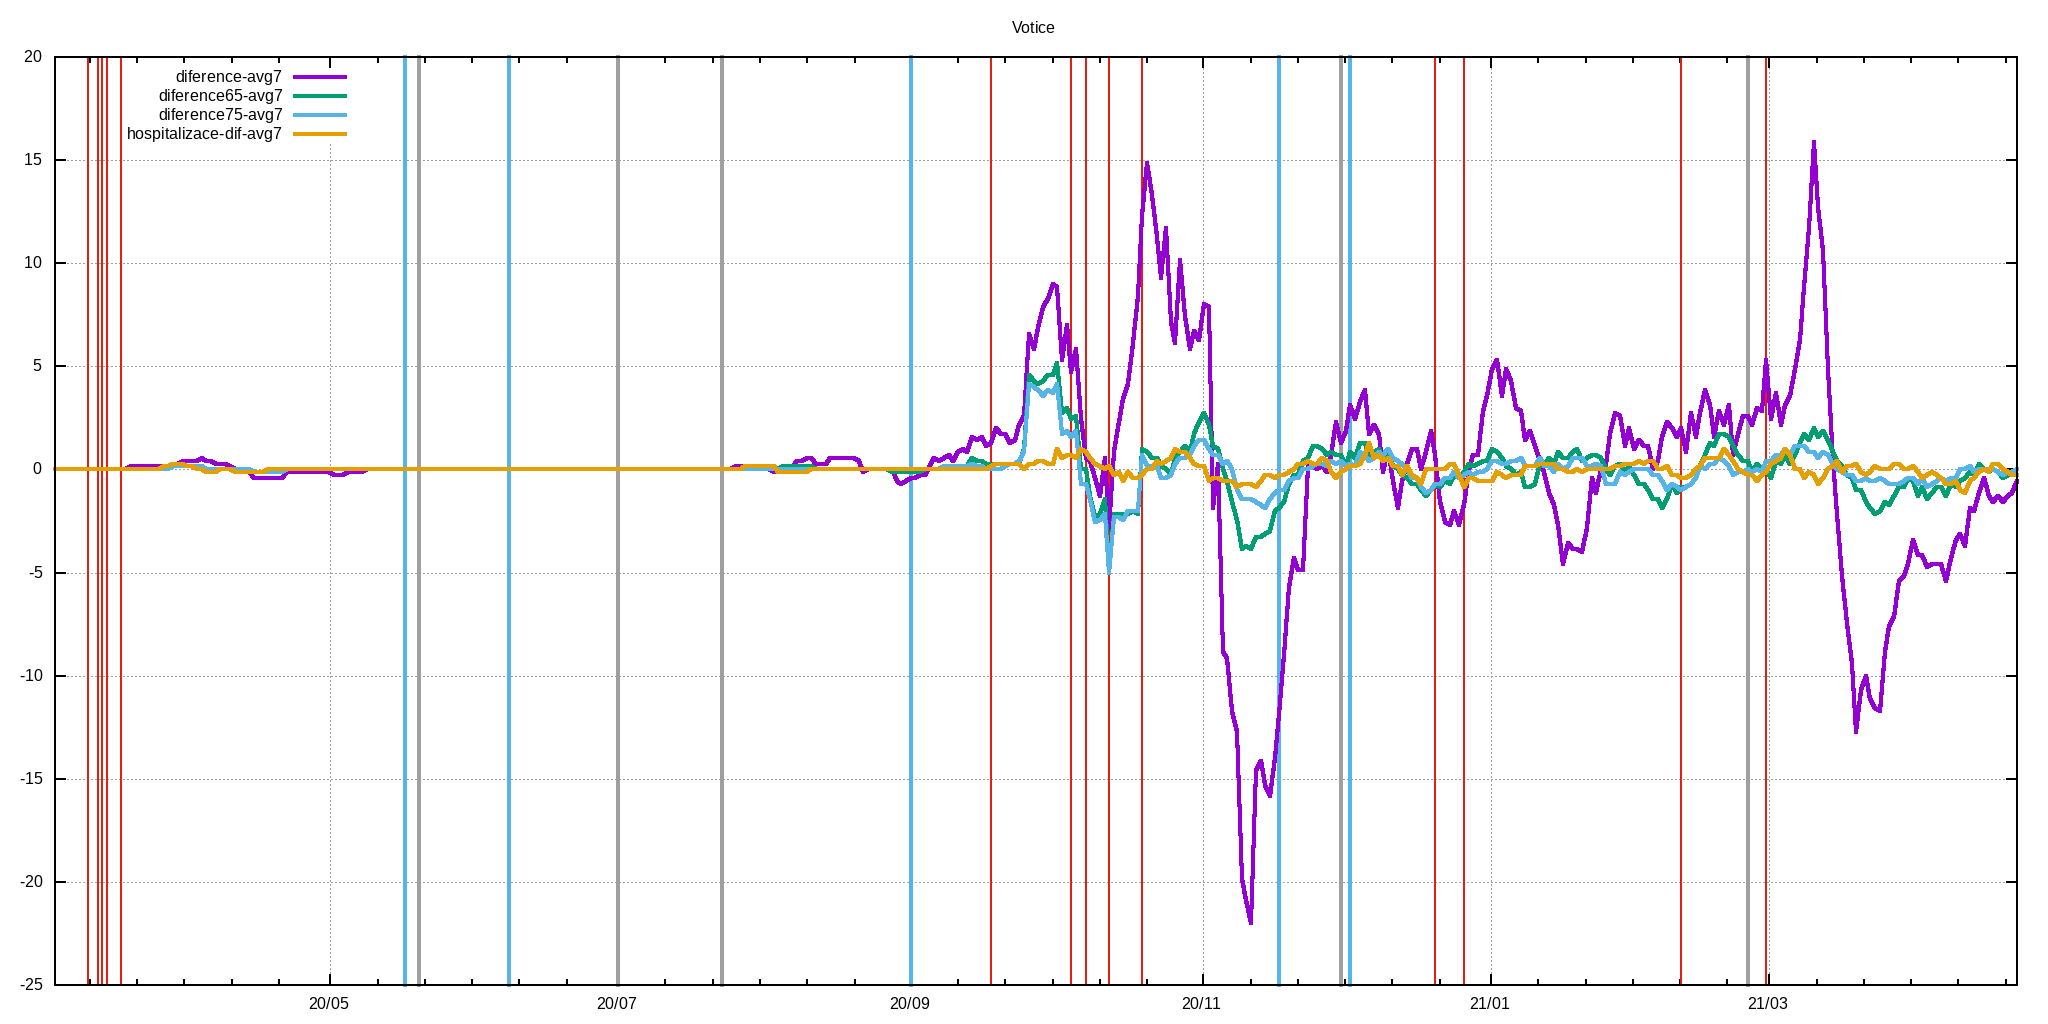 Votice
diference-avg7
diference65-avg7
diference75-avg7
hospitalizace-dif-avg7
20
15
10
5
0
-5
-10
-15
-20
-25
20/05 20/07 20/09 20/11 21/01 21/03